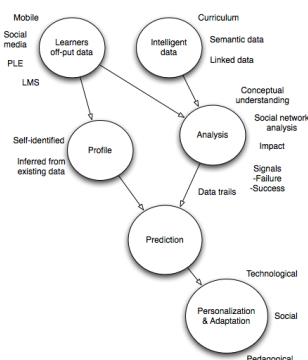 Mobile
Social
media
PLE
LMS
Learners
off-put data
Intelligent
data
Curriculum
Semantic data
Linked data
Conceptual
understanding
Social network
analysis
Impact
Signals
-Failure
-Success
Self-identified
Inferred from
existing data
Profile
Analysis
Data trails
Prediction
Technological
Personalization
& Adaptation
Social
Pedagogical